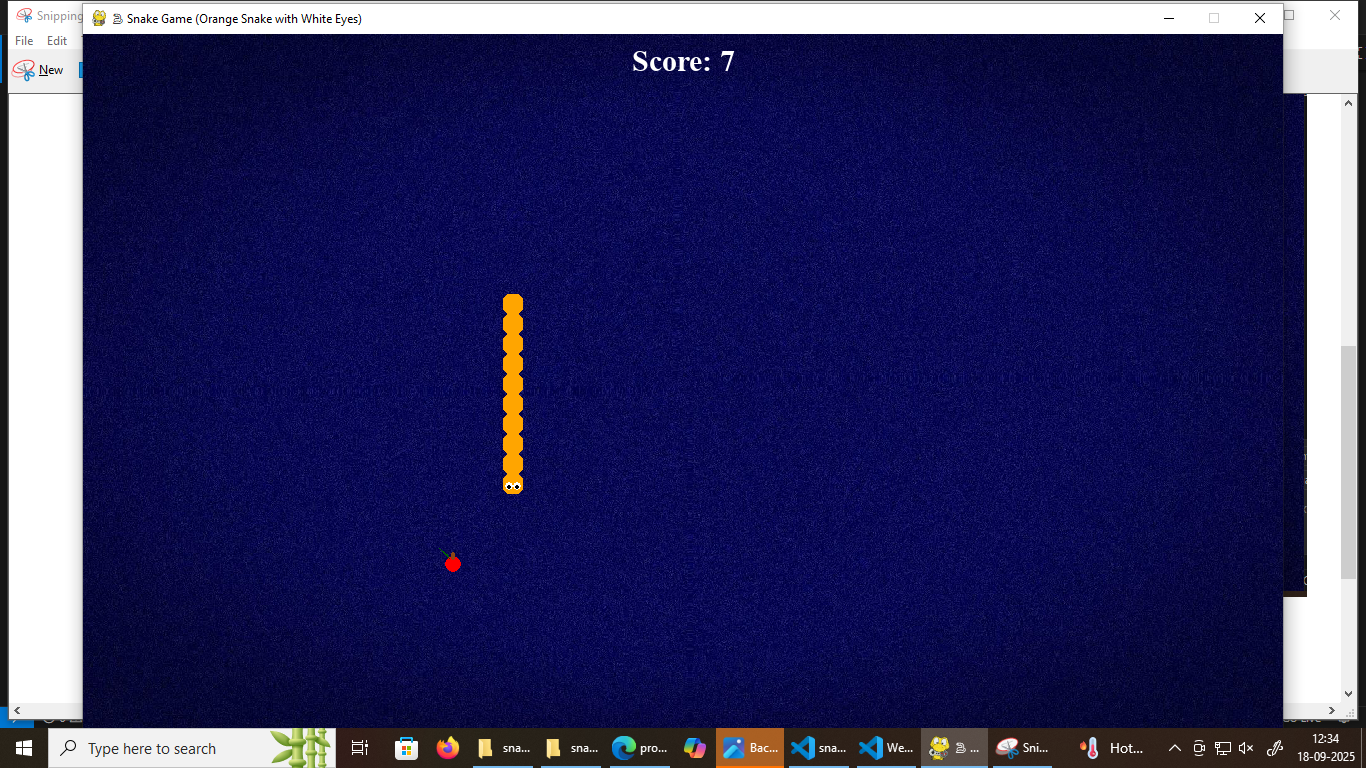 Snipping
Snake Game (Orange Snake with White Eyes)
File Edit
New
Score: 7
Type here to search
sna...
sna...
pro...
Bac...
sna...
We...
...
Sni...
Hot...
12:34
18-09-2025